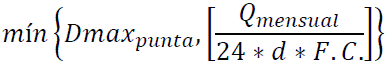 mín {Dmax_punta, [Q_mensual / (24 * d * F.C.)]}